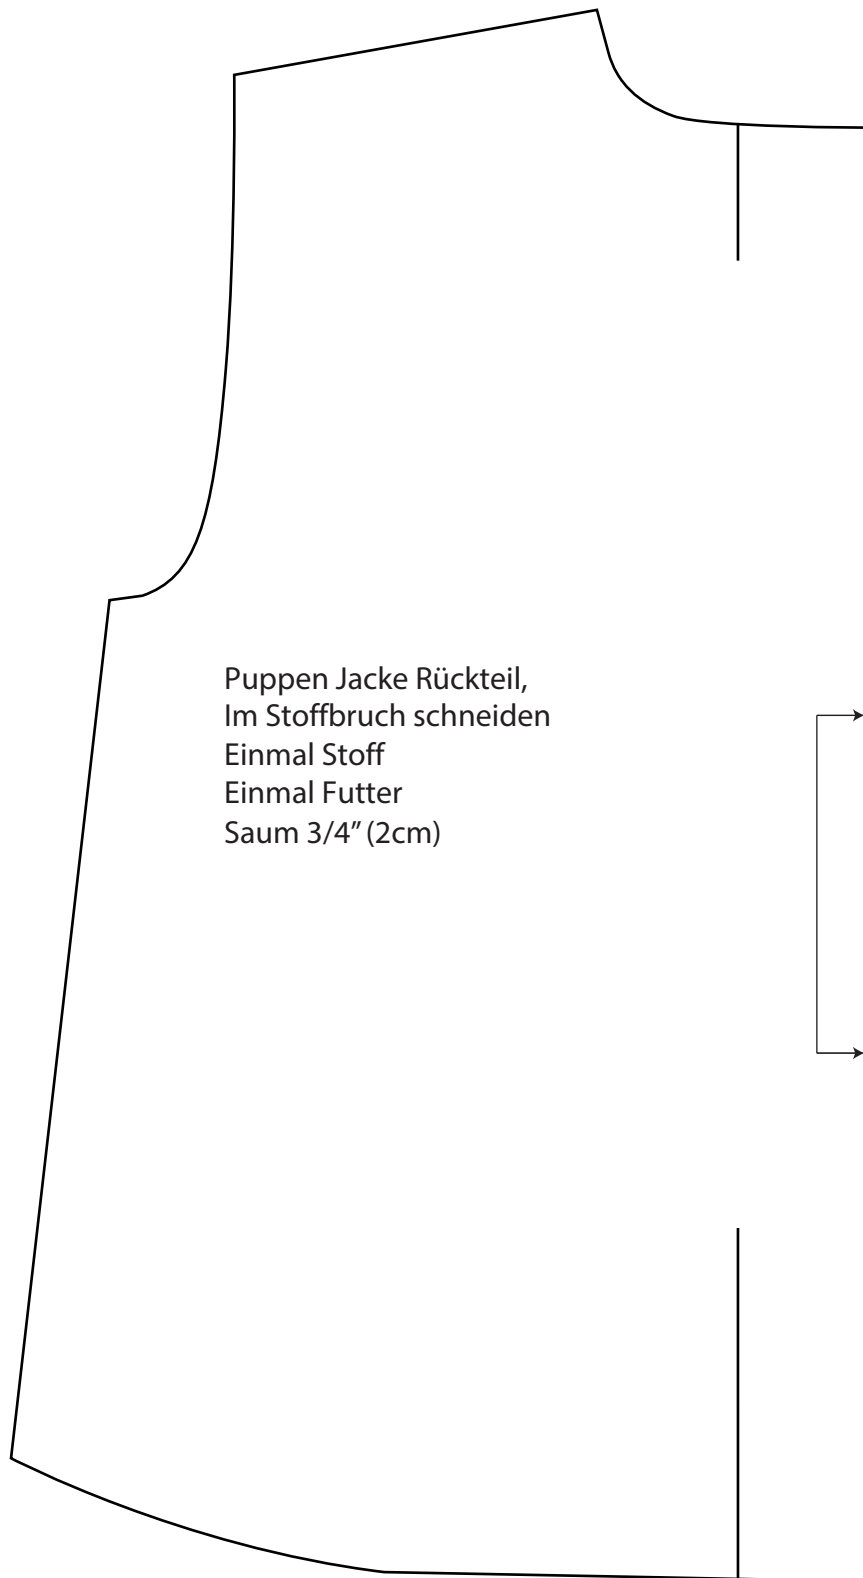 Puppen Jacke Rückteil,
Im Stoffbruch schneiden
Einmal Stoff
Einmal Futter
Saum 3/4” (2cm)